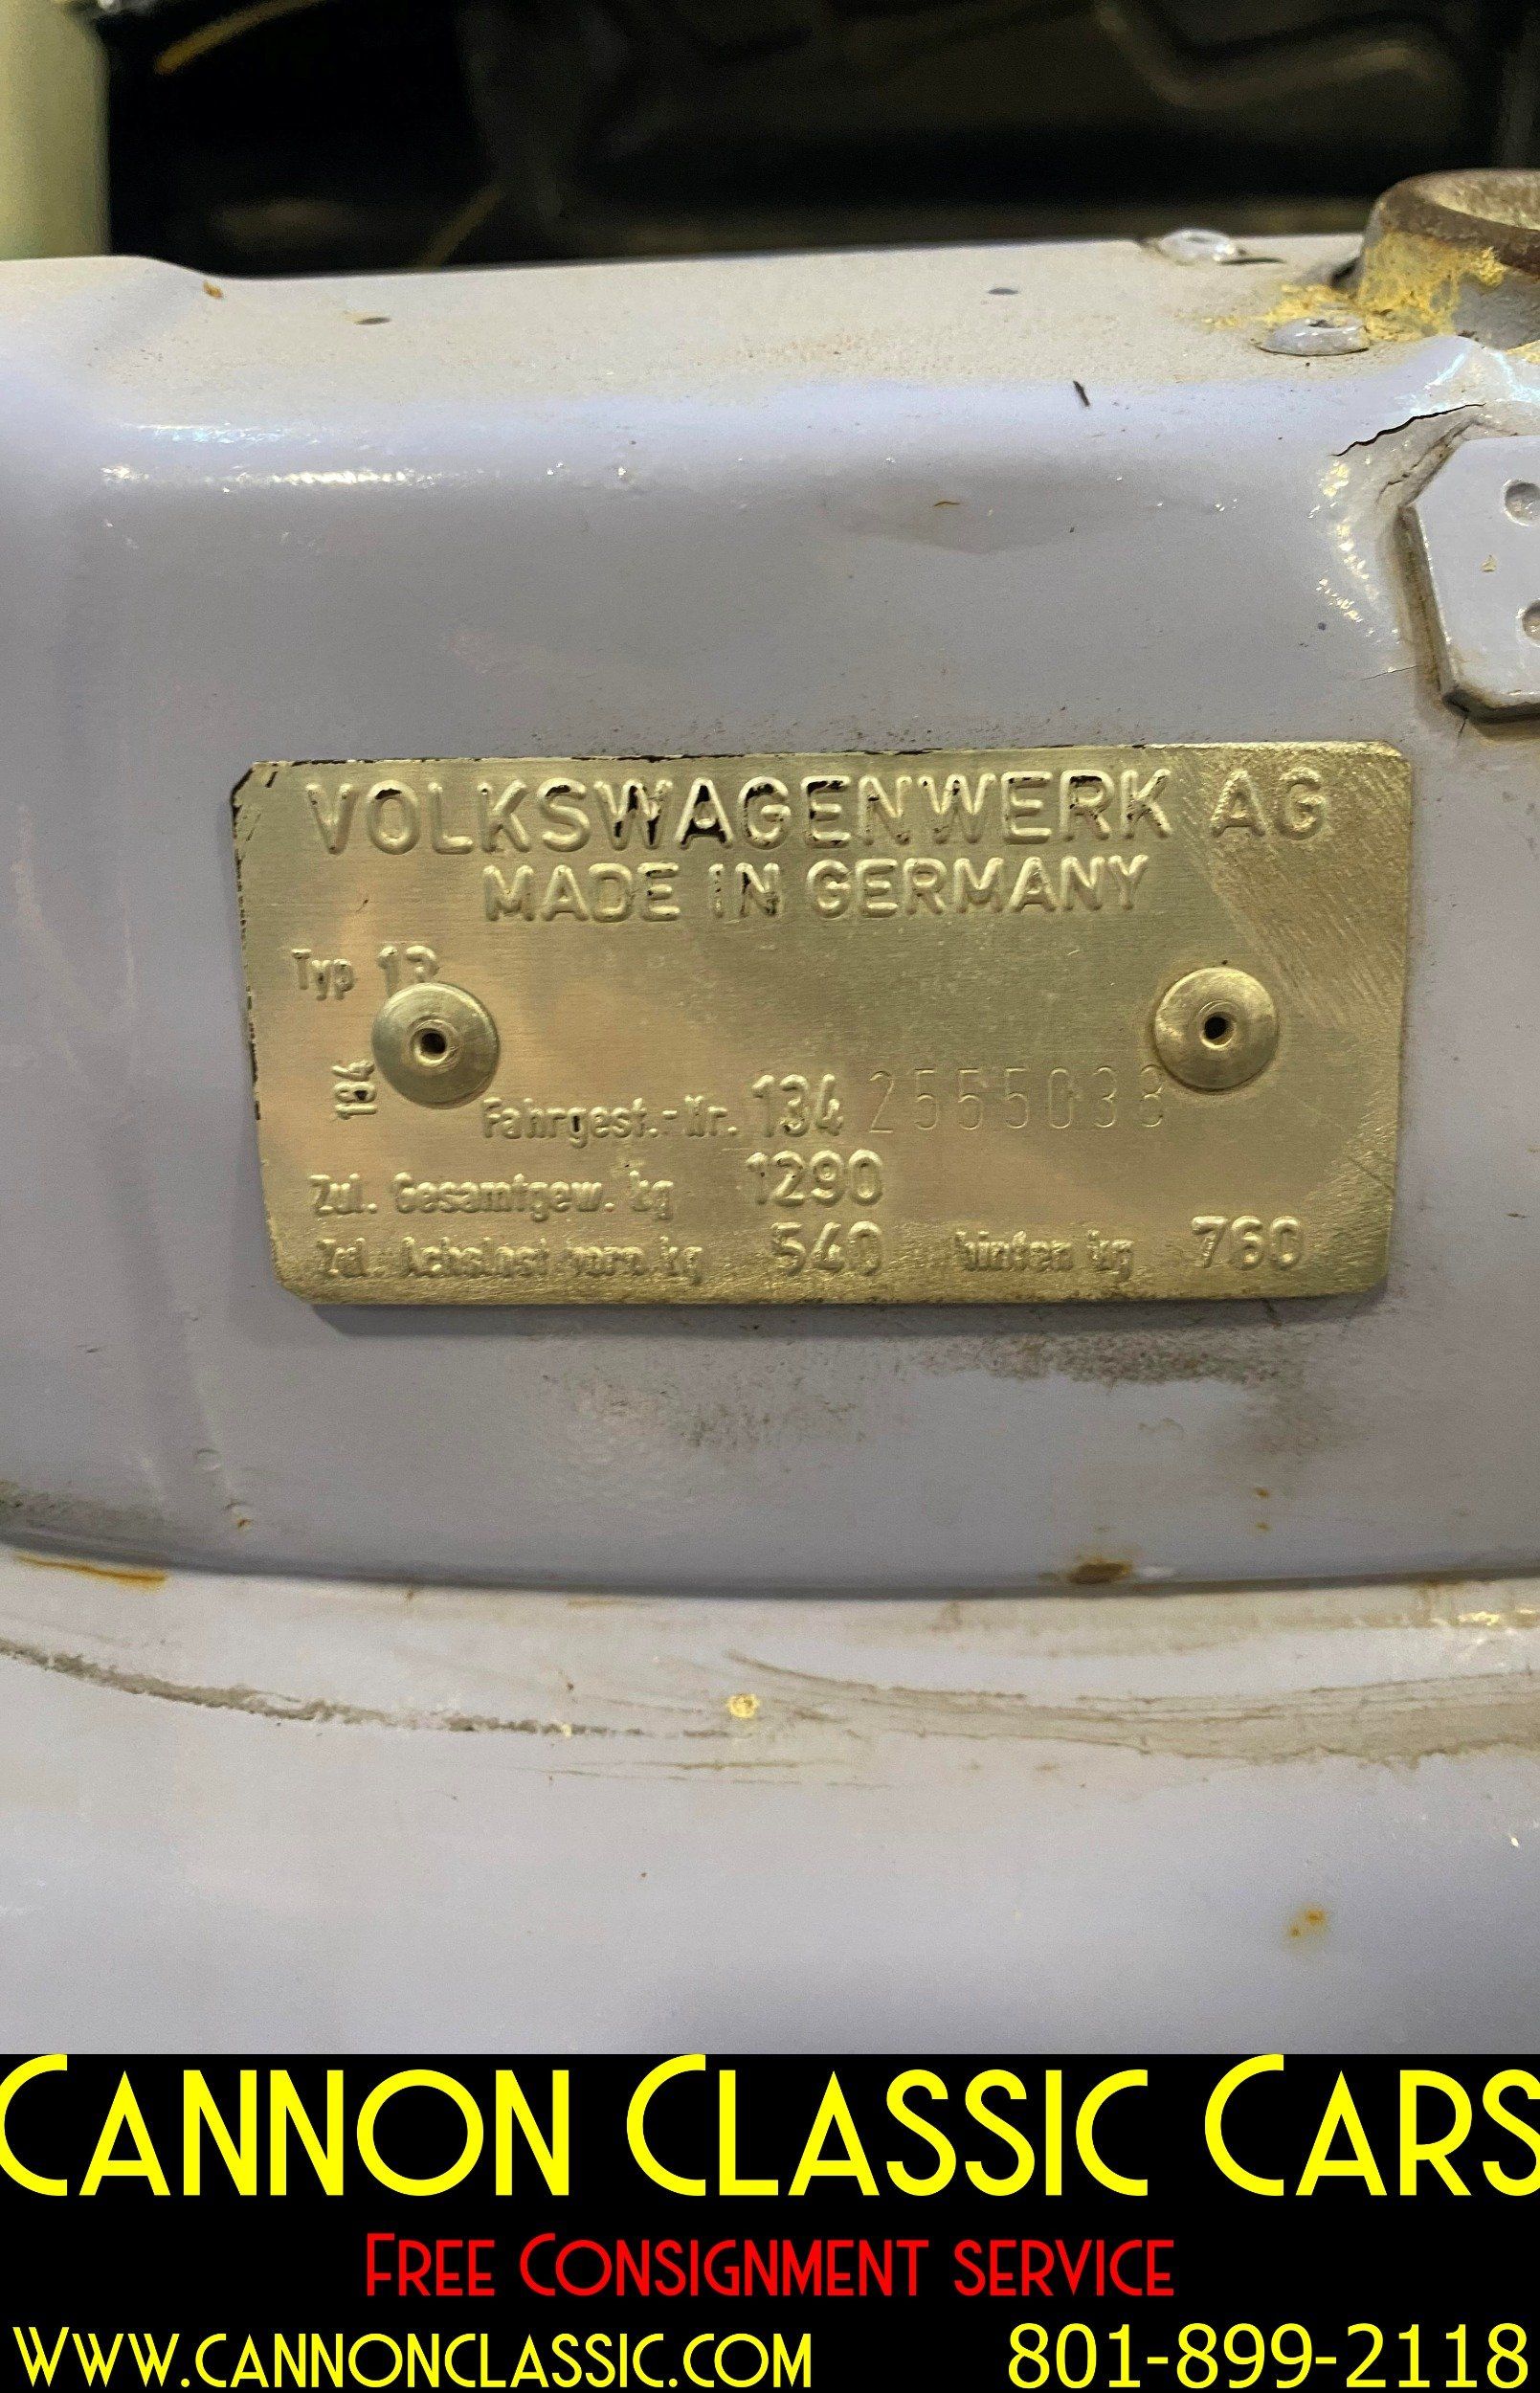 VOLKSWAGENWERK AG
MADE IN GERMANY
Typ 13
134
Fahrgest.-Nr. 134 2555038
Zul. Gesamtgew. kg 1290
Zul. Achslast vorn kg 540 hinten kg 760
CANNON CLASSIC CARS
FREE CONSIGNMENT SERVICE
WWW.CANNONCLASSIC.COM 801-899-2118